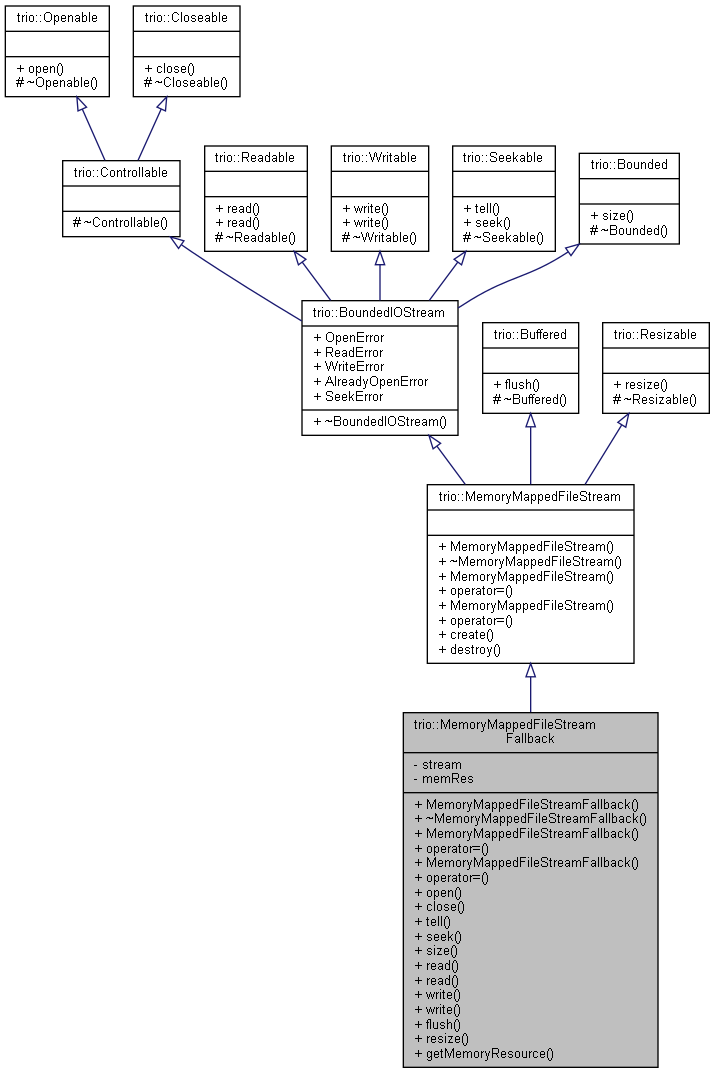 trio::Openable
+ open()
# ~Openable()
trio::Closeable
+ close()
# ~Closeable()
trio::Controllable
# ~Controllable()
trio::Readable
+ read()
+ read()
# ~Readable()
trio::Writable
+ write()
+ write()
# ~Writable()
trio::Seekable
+ tell()
+ seek()
# ~Seekable()
trio::Bounded
+ size()
# ~Bounded()
trio::BoundedIOStream
+ OpenError
+ ReadError
+ WriteError
+ AlreadyOpenError
+ SeekError
+ ~BoundedIOStream()
trio::Buffered
+ flush()
# ~Buffered()
trio::Resizable
+ resize()
# ~Resizable()
trio::MemoryMappedFileStream
+ MemoryMappedFileStream()
+ ~MemoryMappedFileStream()
+ MemoryMappedFileStream()
+ operator=()
+ MemoryMappedFileStream()
+ operator=()
+ create()
+ destroy()
trio::MemoryMappedFileStream
Fallback
- stream
- memRes
+ MemoryMappedFileStreamFallback()
+ ~MemoryMappedFileStreamFallback()
+ MemoryMappedFileStreamFallback()
+ operator=()
+ MemoryMappedFileStreamFallback()
+ operator=()
+ open()
+ close()
+ tell()
+ seek()
+ size()
+ read()
+ read()
+ write()
+ write()
+ flush()
+ resize()
+ getMemoryResource()